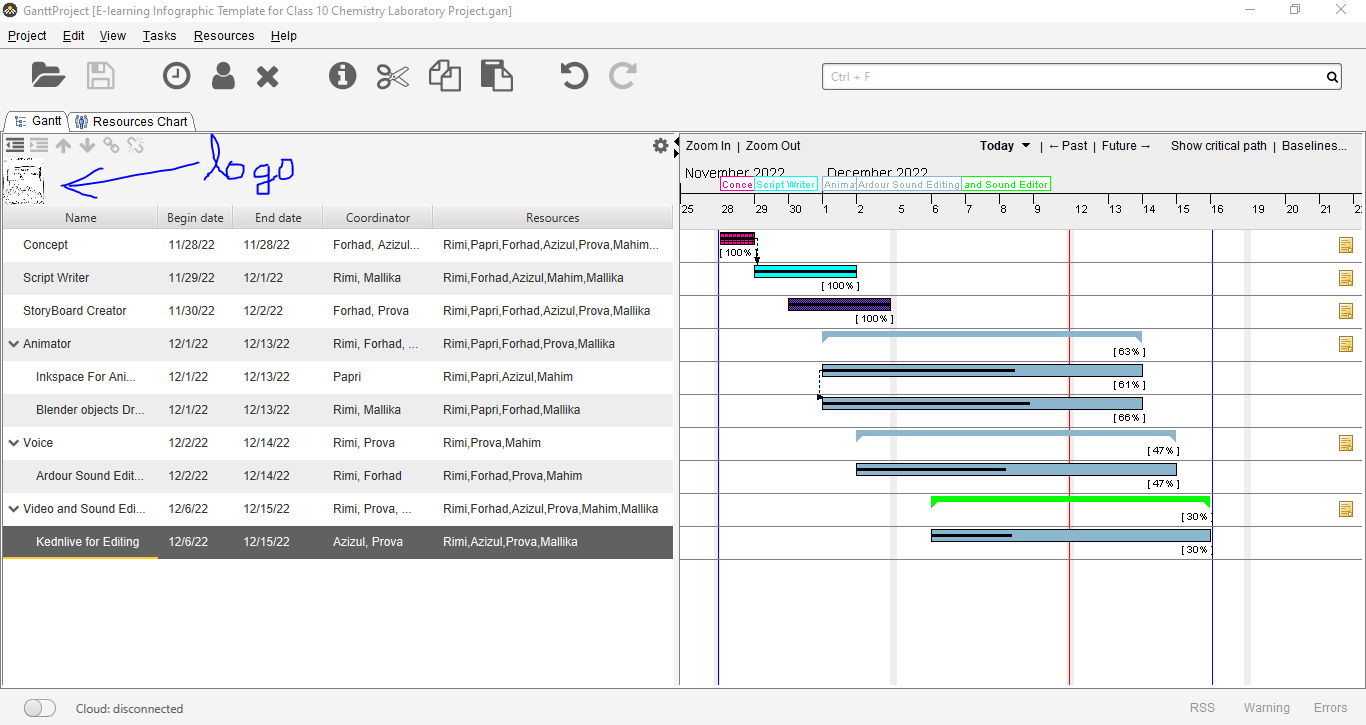 GanttProject [E-learning Infographic Template for Class 10 Chemistry Laboratory Project.gan]
Project Edit View Tasks Resources Help
Ctrl + F
Gantt Resources Chart
logo
Zoom In | Zoom Out Today | ←Past | Future → Show critical path | Baselines...
November 2022 December 2022
Conce Script Writer Anima Ardour Sound Editing and Sound Editor
25 28 29 30 1 2 5 6 7 8 9 12 13 14 15 16 19 20 21 2
Name Begin date End date Coordinator Resources
Concept 11/28/22 11/28/22 Forhad, Azizul... Rimi,Papri,Forhad,Azizul,Prova,Mahim...
[ 100% ]
Script Writer 11/29/22 12/1/22 Rimi, Mallika Rimi,Forhad,Azizul,Mahim,Mallika
[ 100% ]
StoryBoard Creator 11/30/22 12/2/22 Forhad, Prova Rimi,Papri,Forhad,Azizul,Prova,Mallika
[ 100% ]
Animator 12/1/22 12/13/22 Rimi, Forhad, ... Rimi,Papri,Forhad,Prova,Mallika
[ 63% ]
Inkspace For Ani... 12/1/22 12/13/22 Papri Rimi,Papri,Azizul,Mahim
[ 61% ]
Blender objects Dr... 12/1/22 12/13/22 Rimi, Mallika Rimi,Papri,Forhad,Mallika
[ 66% ]
Voice 12/2/22 12/14/22 Rimi, Prova Rimi,Prova,Mahim
[ 47% ]
Ardour Sound Edit... 12/2/22 12/14/22 Rimi, Forhad Rimi,Forhad,Prova,Mahim
[ 47% ]
Video and Sound Edi... 12/6/22 12/15/22 Rimi, Prova, ... Rimi,Forhad,Azizul,Prova,Mahim,Mallika
[ 30% ]
Kednlive for Editing 12/6/22 12/15/22 Azizul, Prova Rimi,Azizul,Prova,Mallika
[ 30% ]
Cloud: disconnected RSS Warning Errors